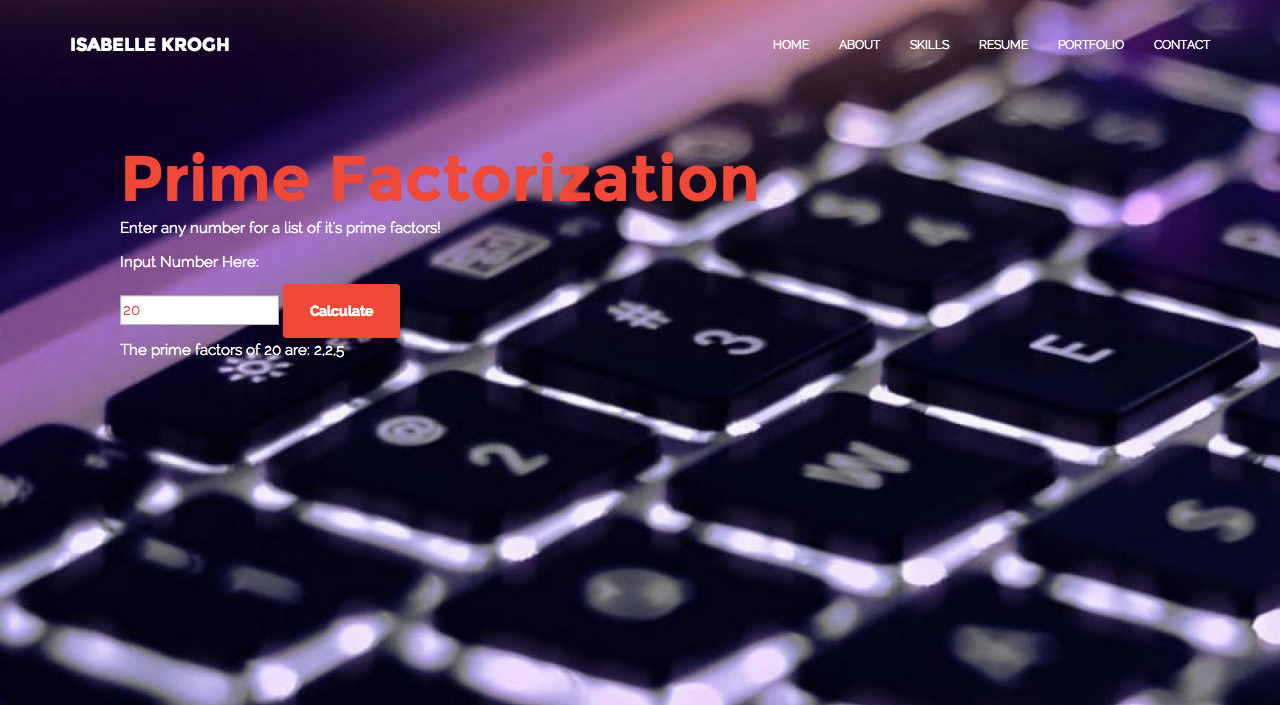 ISABELLE KROGH
HOME ABOUT SKILLS RESUME PORTFOLIO CONTACT
Prime Factorization
Enter any number for a list of it's prime factors!
Input Number Here:
20 Calculate
The prime factors of 20 are: 2,2,5
$ 4
# 3
E
@ 2
W
S